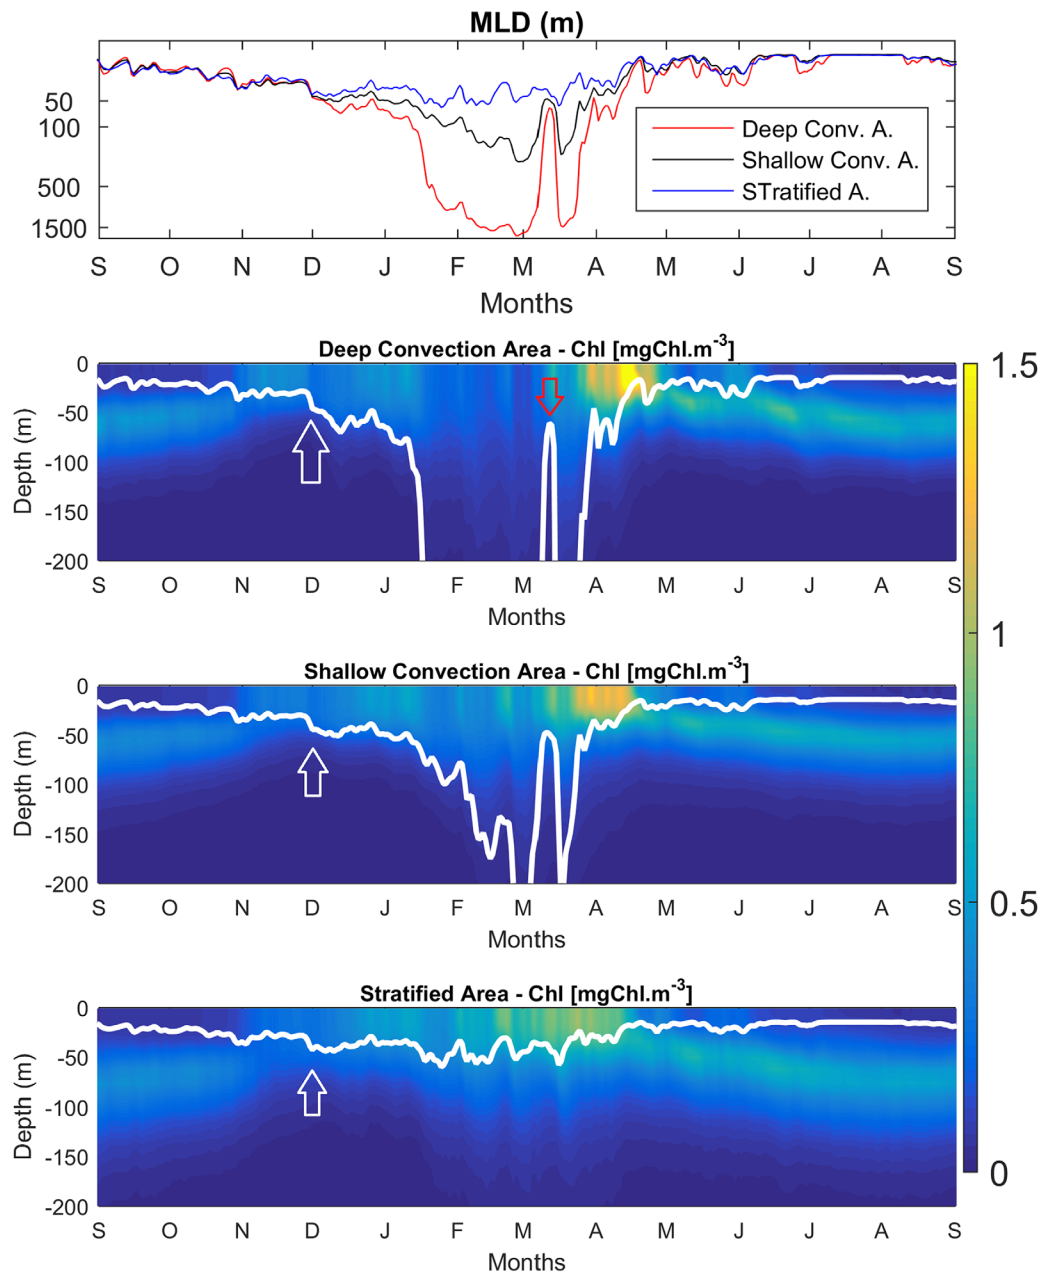 MLD (m)
50
100
500
1500
Deep Conv. A.
Shallow Conv. A.
STratified A.
S O N D J F M A M J J A S
Months
Deep Convection Area - Chl [mgChl.m-3]
0
-50
-100
-150
-200
Depth (m)
S O N D J F M A M J J A S
Months
Shallow Convection Area - Chl [mgChl.m-3]
0
-50
-100
-150
-200
Depth (m)
S O N D J F M A M J J A S
Months
Stratified Area - Chl [mgChl.m-3]
0
-50
-100
-150
-200
Depth (m)
S O N D J F M A M J J A S
Months
1.5
1
0.5
0